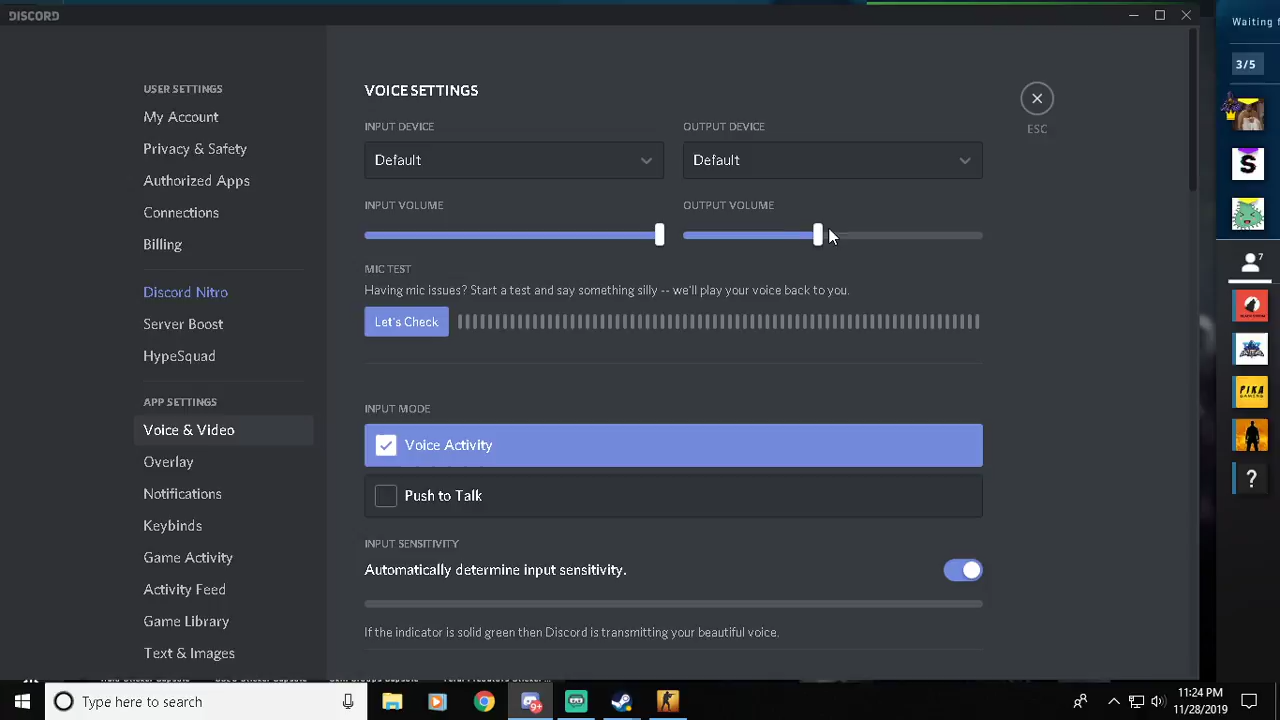 DISCORD
Waiting f
3/5
USER SETTINGS
My Account
Privacy & Safety
Authorized Apps
Connections
Billing
Discord Nitro
Server Boost
HypeSquad
APP SETTINGS
Voice & Video
Overlay
Notifications
Keybinds
Game Activity
Activity Feed
Game Library
Text & Images
VOICE SETTINGS
ESC
INPUT DEVICE
OUTPUT DEVICE
Default
Default
INPUT VOLUME
OUTPUT VOLUME
MIC TEST
Having mic issues? Start a test and say something silly -- we'll play your voice back to you.
Let's Check
INPUT MODE
Voice Activity
Push to Talk
INPUT SENSITIVITY
Automatically determine input sensitivity.
If the indicator is solid green then Discord is transmitting your beautiful voice.
S
7
PIKA
?
Type here to search
9+
11:24 PM
11/28/2019